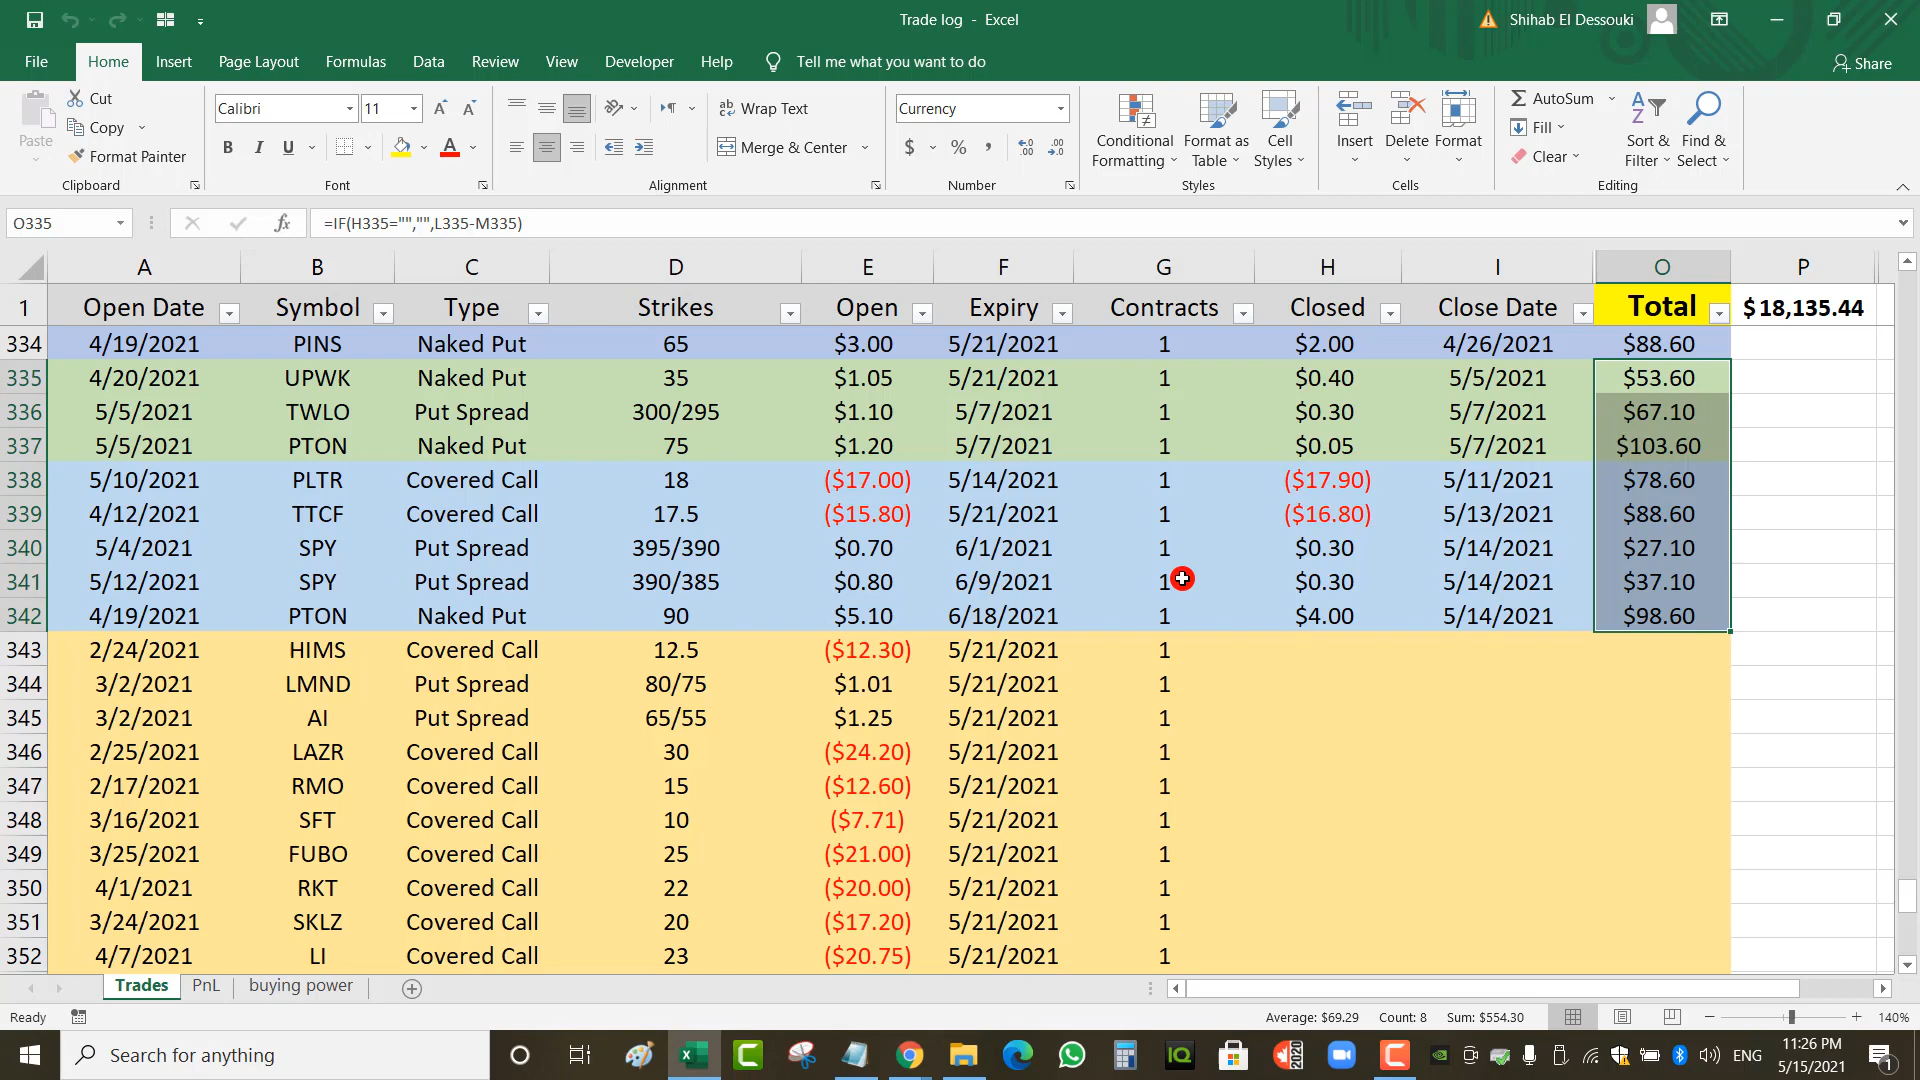 Trade log - Excel
Shihab El Dessouki
File Home Insert Page Layout Formulas Data Review View Developer Help Tell me what you want to do Share
Paste Cut Copy Format Painter Clipboard
Calibri 11 B I U A Font
ab Wrap Text Merge & Center Alignment
Currency $ % , Number
Conditional Formatting Format as Table Cell Styles Styles
Insert Delete Format Cells
AutoSum Fill Clear Sort & Filter Find & Select Editing
O335 fx =IF(H335="","",L335-M335)
A B C D E F G H I O P
1 Open Date Symbol Type Strikes Open Expiry Contracts Closed Close Date Total $ 18,135.44
334 4/19/2021 PINS Naked Put 65 $3.00 5/21/2021 1 $2.00 4/26/2021 $88.60
335 4/20/2021 UPWK Naked Put 35 $1.05 5/21/2021 1 $0.40 5/5/2021 $53.60
336 5/5/2021 TWLO Put Spread 300/295 $1.10 5/7/2021 1 $0.30 5/7/2021 $67.10
337 5/5/2021 PTON Naked Put 75 $1.20 5/7/2021 1 $0.05 5/7/2021 $103.60
338 5/10/2021 PLTR Covered Call 18 ($17.00) 5/14/2021 1 ($17.90) 5/11/2021 $78.60
339 4/12/2021 TTCF Covered Call 17.5 ($15.80) 5/21/2021 1 ($16.80) 5/13/2021 $88.60
340 5/4/2021 SPY Put Spread 395/390 $0.70 6/1/2021 1 $0.30 5/14/2021 $27.10
341 5/12/2021 SPY Put Spread 390/385 $0.80 6/9/2021 1 $0.30 5/14/2021 $37.10
342 4/19/2021 PTON Naked Put 90 $5.10 6/18/2021 1 $4.00 5/14/2021 $98.60
343 2/24/2021 HIMS Covered Call 12.5 ($12.30) 5/21/2021 1
344 3/2/2021 LMND Put Spread 80/75 $1.01 5/21/2021 1
345 3/2/2021 AI Put Spread 65/55 $1.25 5/21/2021 1
346 2/25/2021 LAZR Covered Call 30 ($24.20) 5/21/2021 1
347 2/17/2021 RMO Covered Call 15 ($12.60) 5/21/2021 1
348 3/16/2021 SFT Covered Call 10 ($7.71) 5/21/2021 1
349 3/25/2021 FUBO Covered Call 25 ($21.00) 5/21/2021 1
350 4/1/2021 RKT Covered Call 22 ($20.00) 5/21/2021 1
351 3/24/2021 SKLZ Covered Call 20 ($17.20) 5/21/2021 1
352 4/7/2021 LI Covered Call 23 ($20.75) 5/21/2021 1
Trades PnL buying power
Ready Average: $69.29 Count: 8 Sum: $554.30 140%
Search for anything
IQ 2020 ENG
11:26 PM
5/15/2021
1